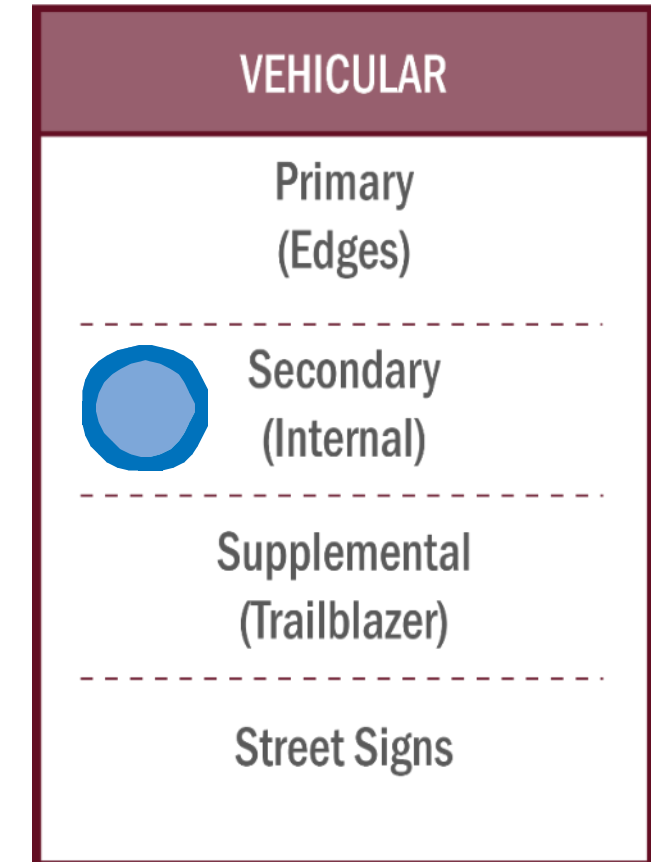 VEHICULAR
Primary
(Edges)
Secondary
(Internal)
Supplemental
(Trailblazer)
Street Signs